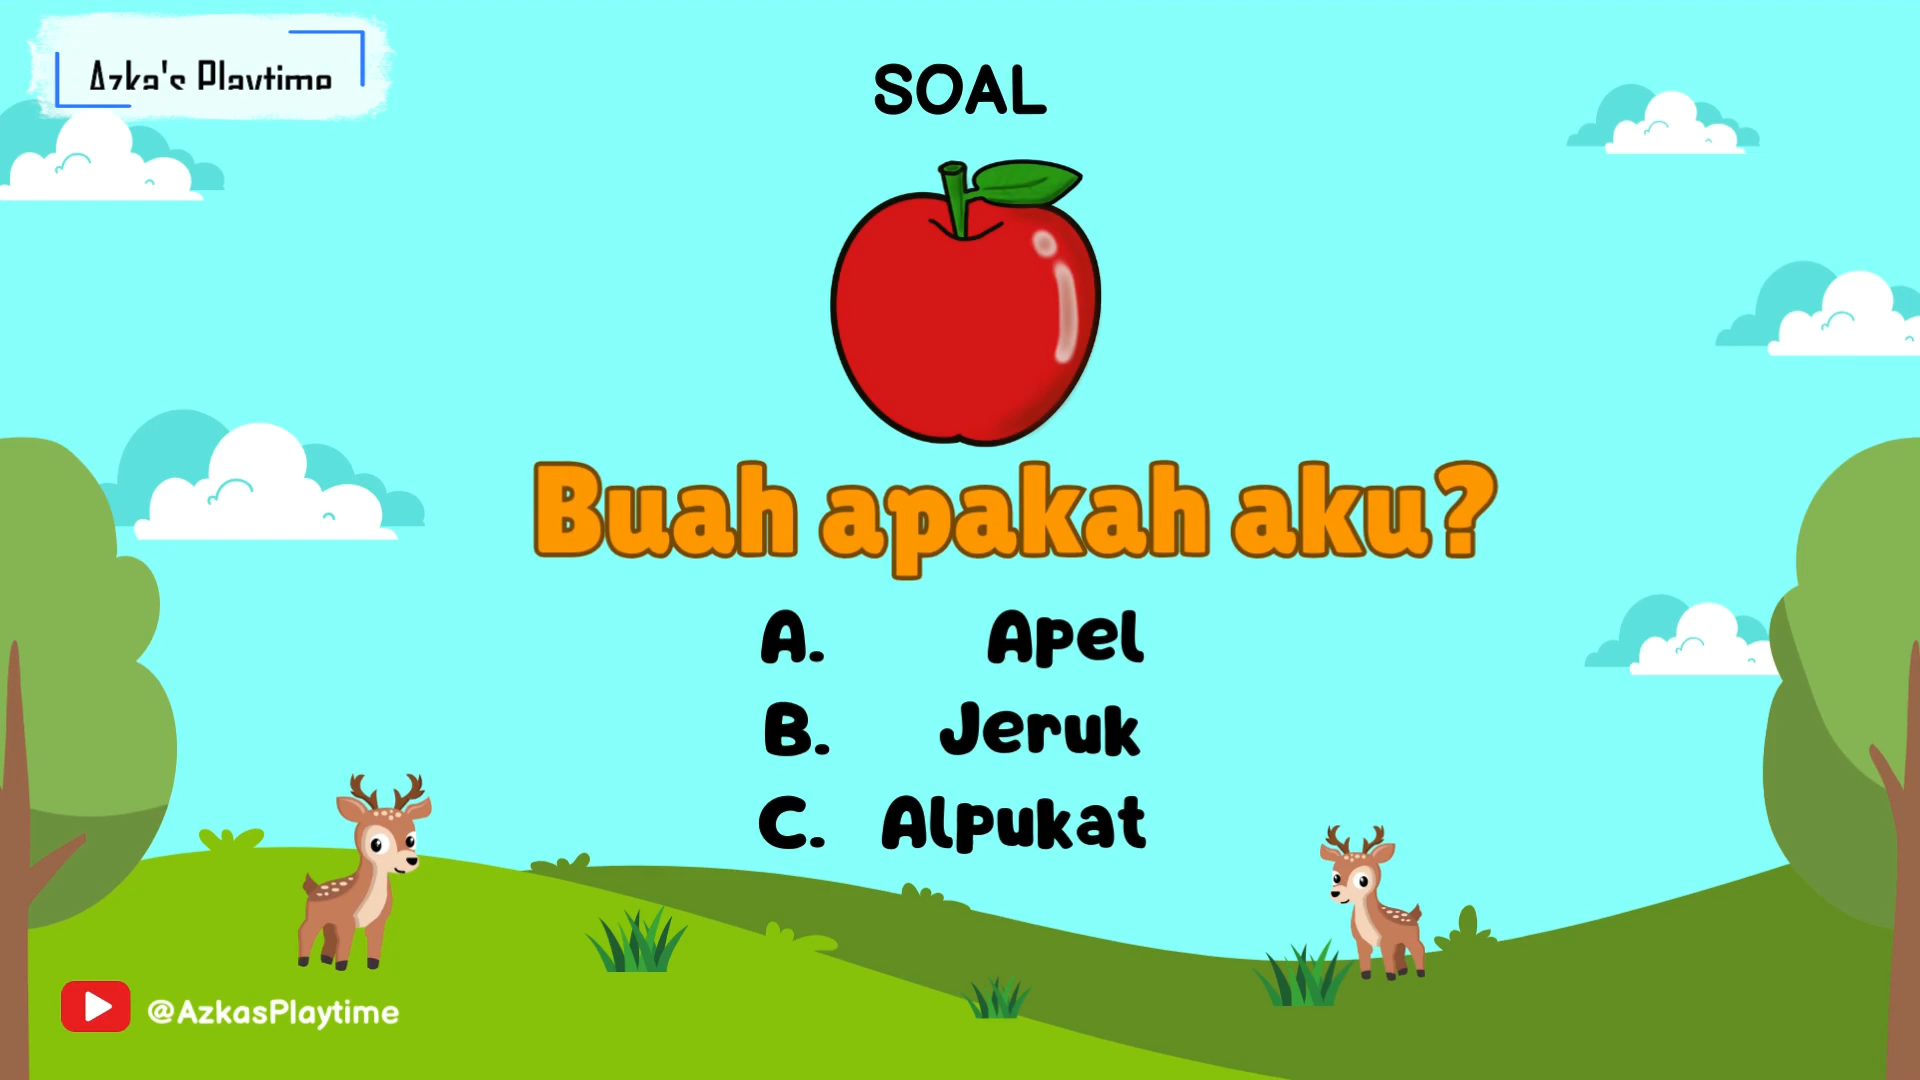 Azka's Playtime
SOAL
Buah apakah aku?
A. Apel
B. Jeruk
C. Alpukat
@AzkasPlaytime